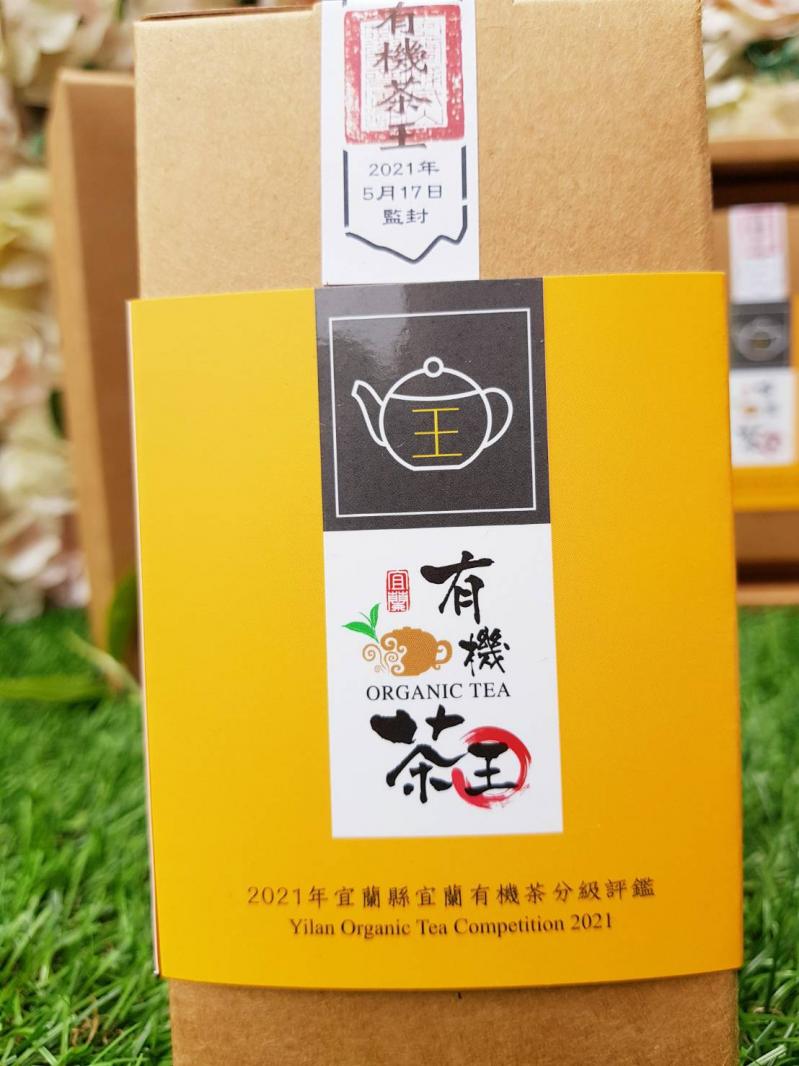 有機茶王
2021年
5月17日
監封
王
宜蘭
有機
ORGANIC TEA
茶王
2021年宜蘭縣宜蘭有機茶分級評鑑
Yilan Organic Tea Competition 2021